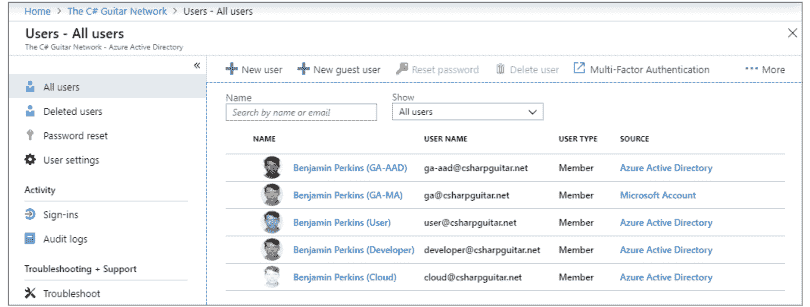 Home > The C# Guitar Network > Users - All users
Users - All users
The C# Guitar Network - Azure Active Directory
All users
Deleted users
Password reset
User settings
Activity
Sign-ins
Audit logs
Troubleshooting + Support
Troubleshoot
New user New guest user Reset password Delete user Multi-Factor Authentication More
Name Show
Search by name or email All users
NAME USER NAME USER TYPE SOURCE
Benjamin Perkins (GA-AAD) ga-aad@csharpguitar.net Member Azure Active Directory
Benjamin Perkins (GA-MA) ga@csharpguitar.net Member Microsoft Account
Benjamin Perkins (User) user@csharpguitar.net Member Azure Active Directory
Benjamin Perkins (Developer) developer@csharpguitar.net Member Azure Active Directory
Benjamin Perkins (Cloud) cloud@csharpguitar.net Member Azure Active Directory